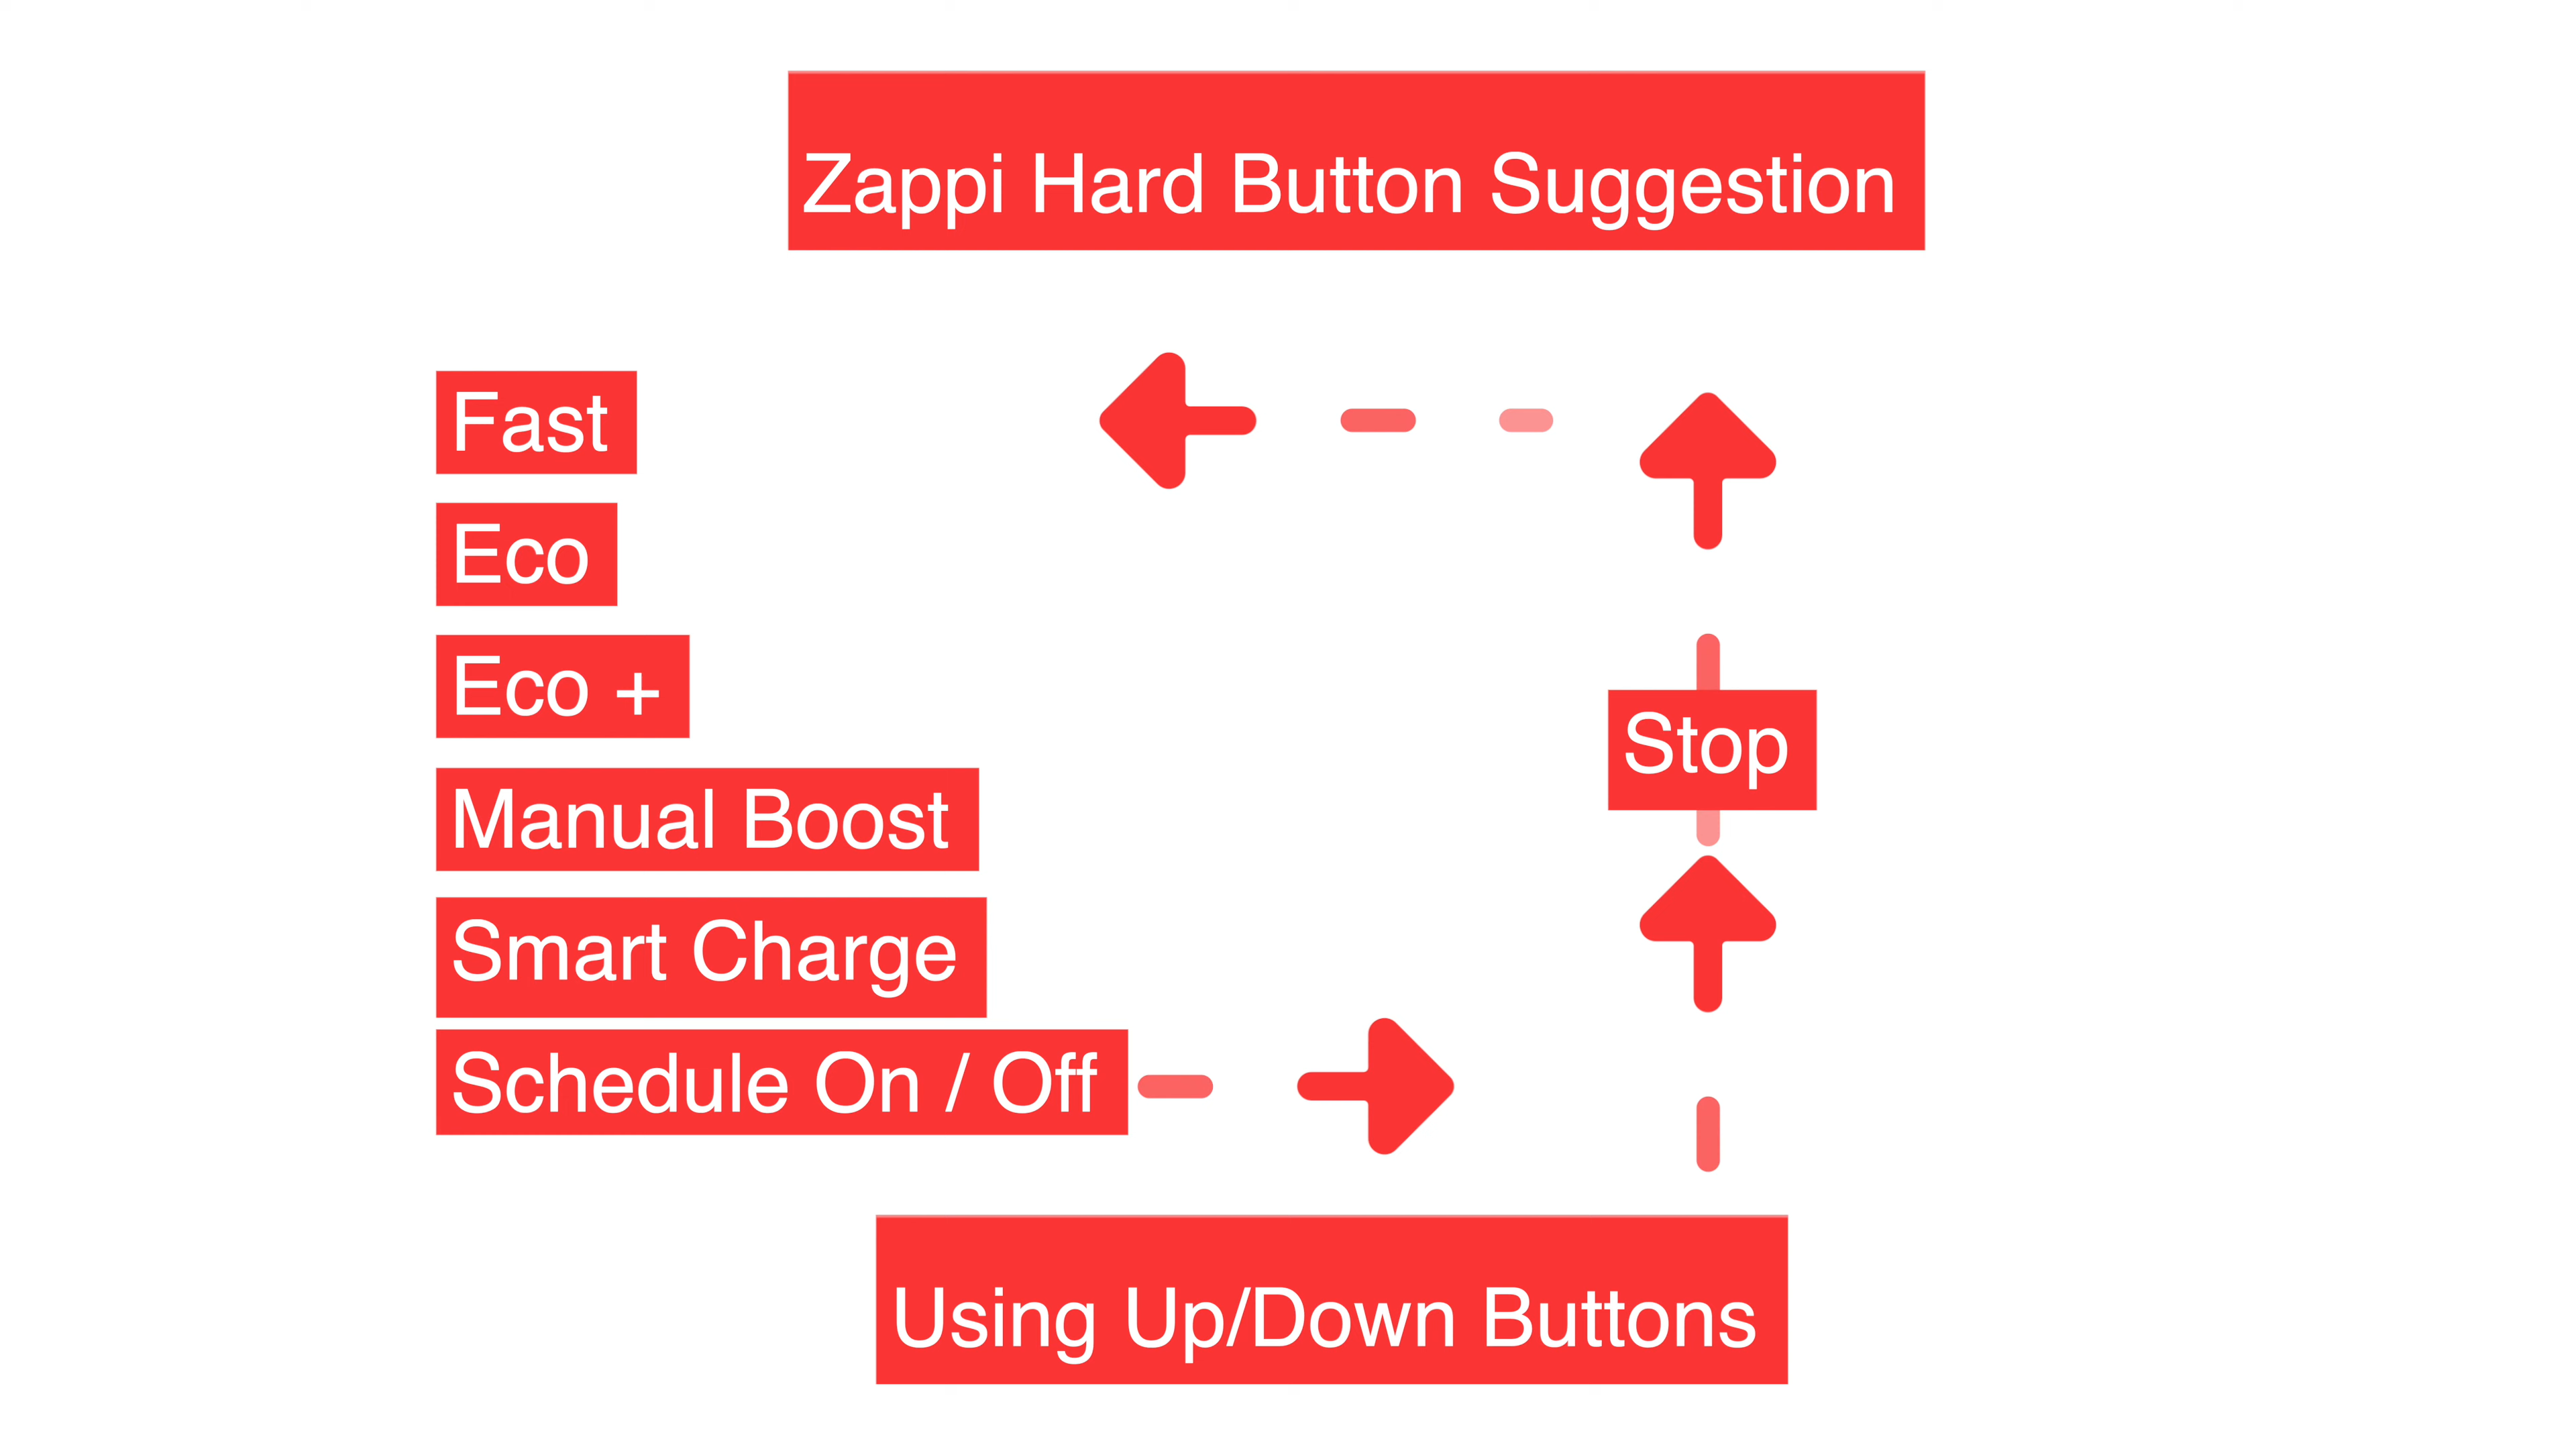 Zappi Hard Button Suggestion
Fast
Eco
Eco +
Manual Boost
Stop
Smart Charge
Schedule On / Off
Using Up/Down Buttons